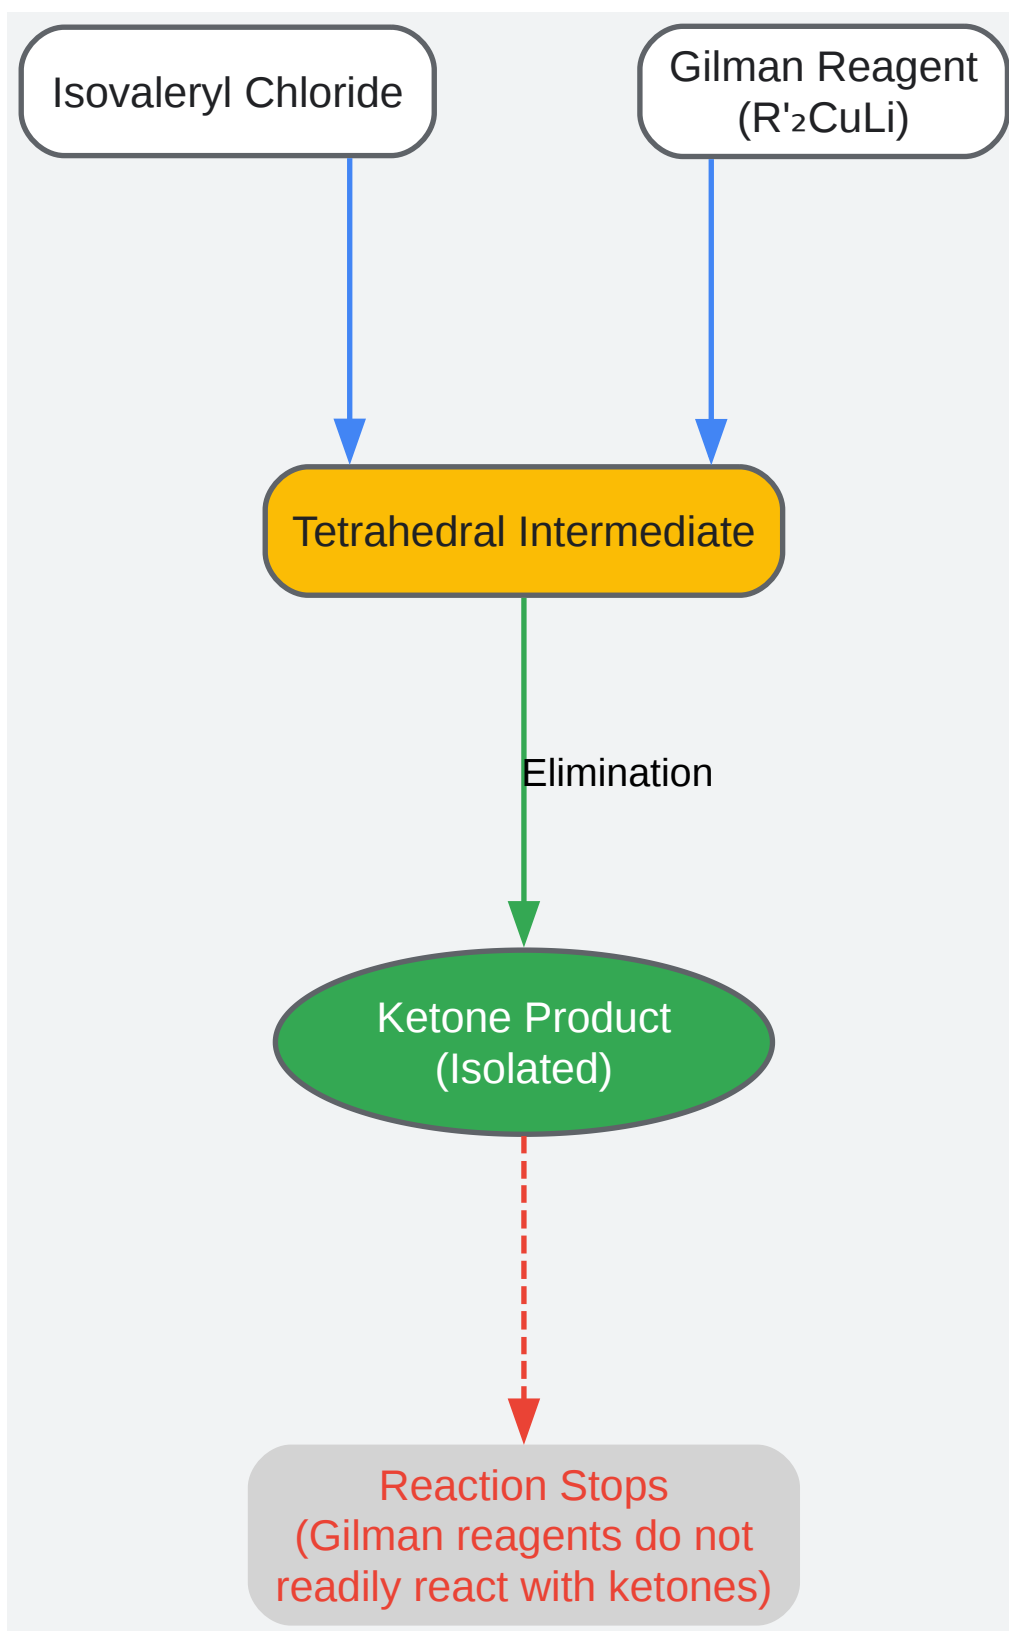 Isovaleryl Chloride
Gilman Reagent
(R'₂CuLi)
Tetrahedral Intermediate
Elimination
Ketone Product
(Isolated)
Reaction Stops
(Gilman reagents do not
readily react with ketones)